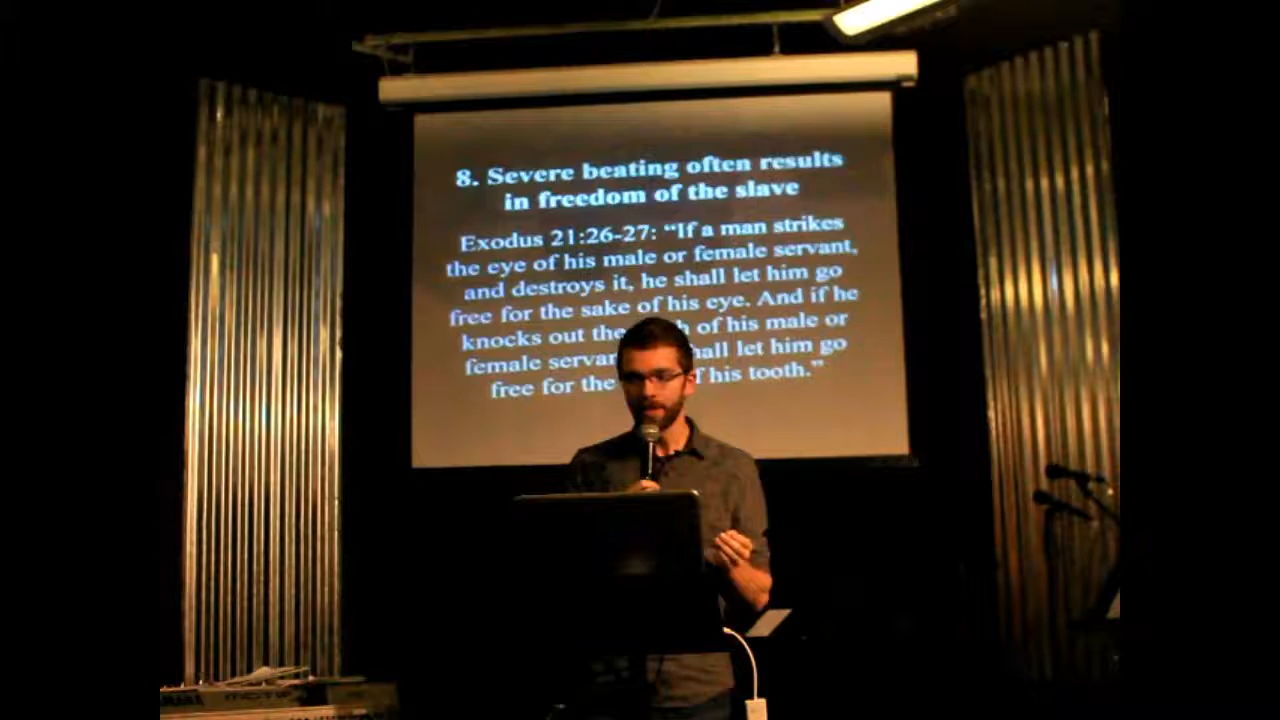 8. Severe beating often results
in freedom of the slave
Exodus 21:26-27: “If a man strikes
the eye of his male or female servant,
and destroys it, he shall let him go
free for the sake of his eye. And if he
knocks out the h of his male or
female servan hall let him go
free for the f his tooth.”